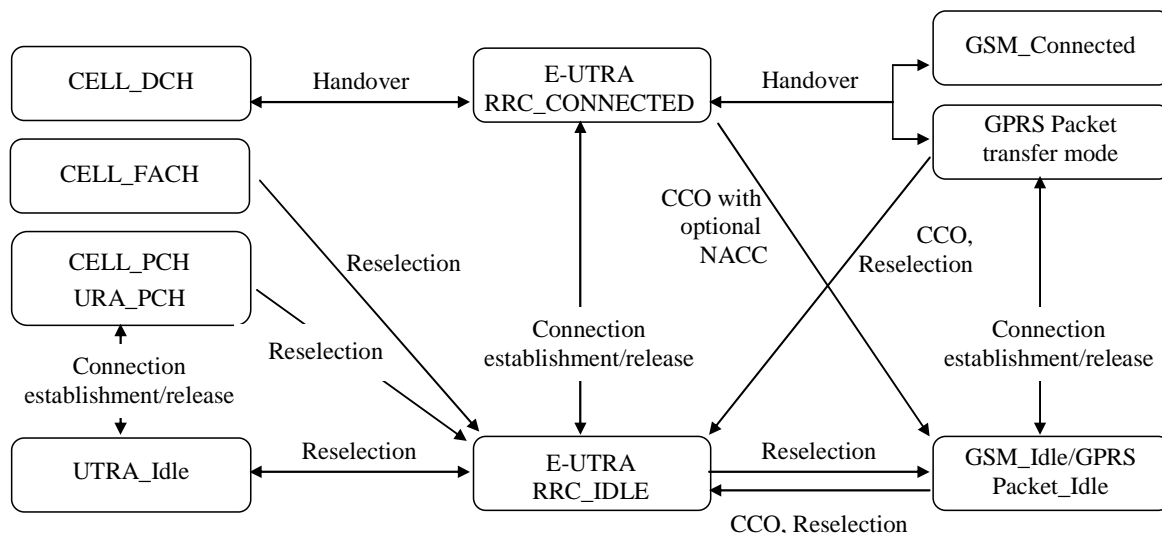 GSM_Connected
CELL_DCH
Handover
E-UTRA
RRC_CONNECTED
Handover
GPRS Packet
transfer mode
CELL_FACH
CCO with
optional
NACC
CCO,
Reselection
CELL_PCH
URA_PCH
Reselection
Reselection
Connection
establishment/release
Connection
establishment/release
Connection
establishment/release
UTRA_Idle
Reselection
E-UTRA
RRC_IDLE
Reselection
GSM_Idle/GPRS
Packet_Idle
CCO, Reselection